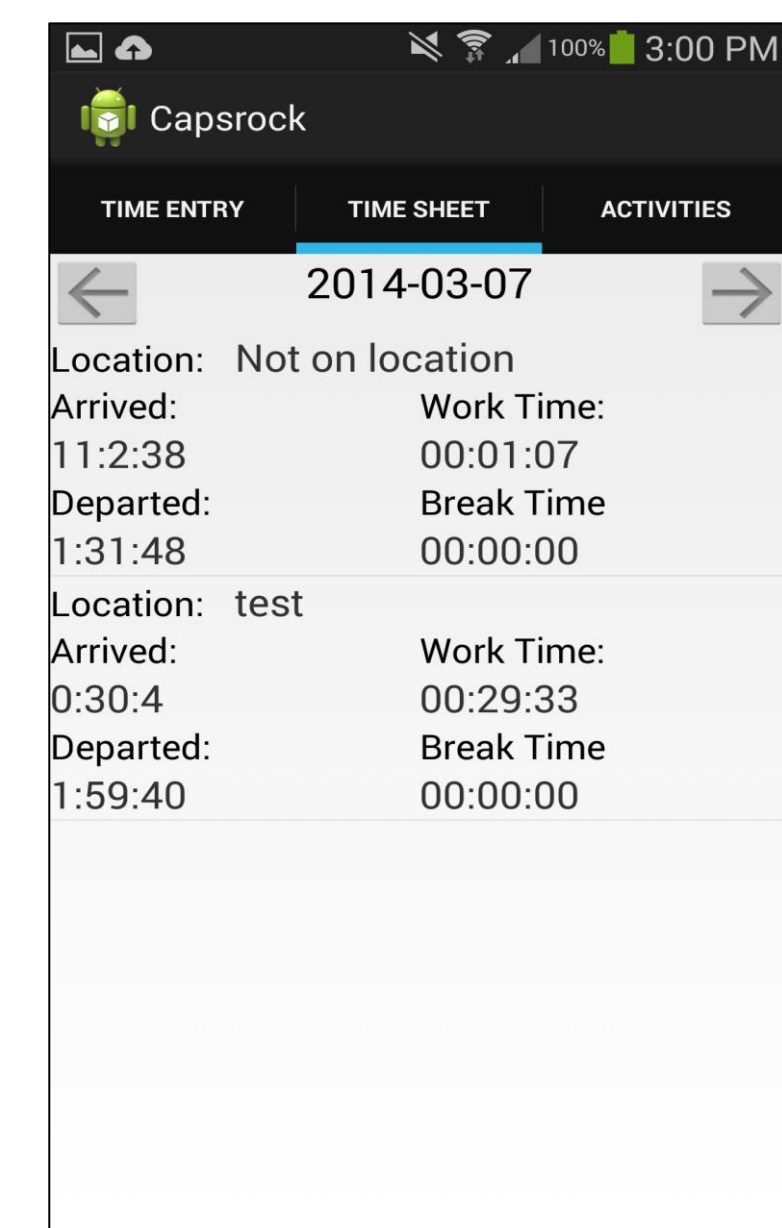 100% 3:00 PM
Capsrock
TIME ENTRY TIME SHEET ACTIVITIES
2014-03-07
Location: Not on location
Arrived: Work Time:
11:2:38 00:01:07
Departed: Break Time
1:31:48 00:00:00
Location: test
Arrived: Work Time:
0:30:4 00:29:33
Departed: Break Time
1:59:40 00:00:00